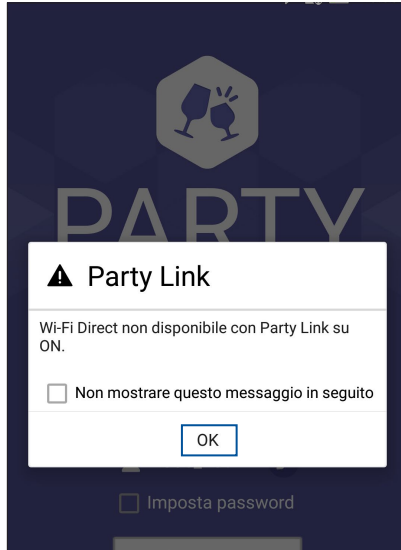 PARTY
Party Link
Wi-Fi Direct non disponibile con Party Link su
ON.
Non mostrare questo messaggio in seguito
OK
Imposta password